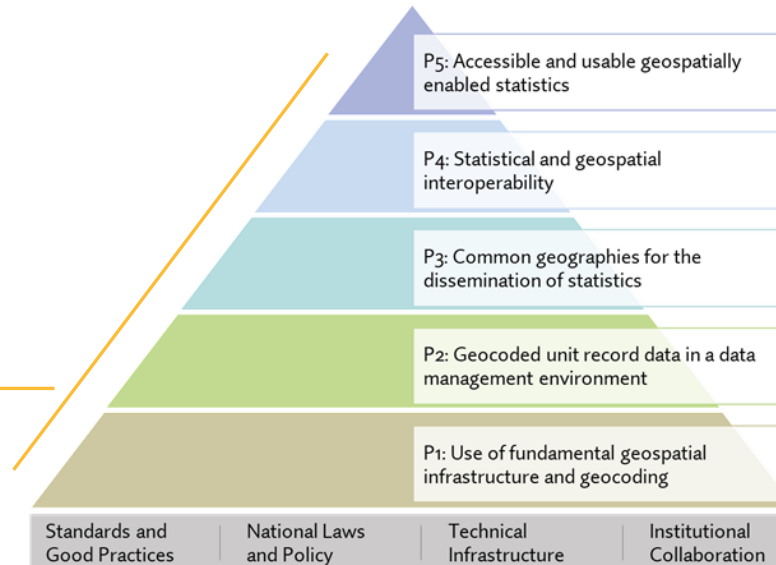 P5: Accessible and usable geospatially
enabled statistics
P4: Statistical and geospatial
interoperability
P3: Common geographies for the
dissemination of statistics
P2: Geocoded unit record data in a data
management environment
P1: Use of fundamental geospatial
infrastructure and geocoding
Standards and
Good Practices
National Laws
and Policy
Technical
Infrastructure
Institutional
Collaboration